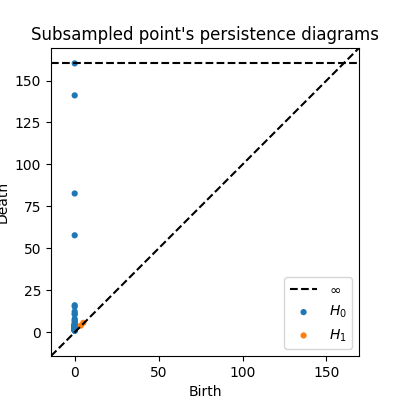 Subsampled point's persistence diagrams
150
125
100
75
50
25
0
Death
0 50 100 150
Birth
∞
H₀
H₁